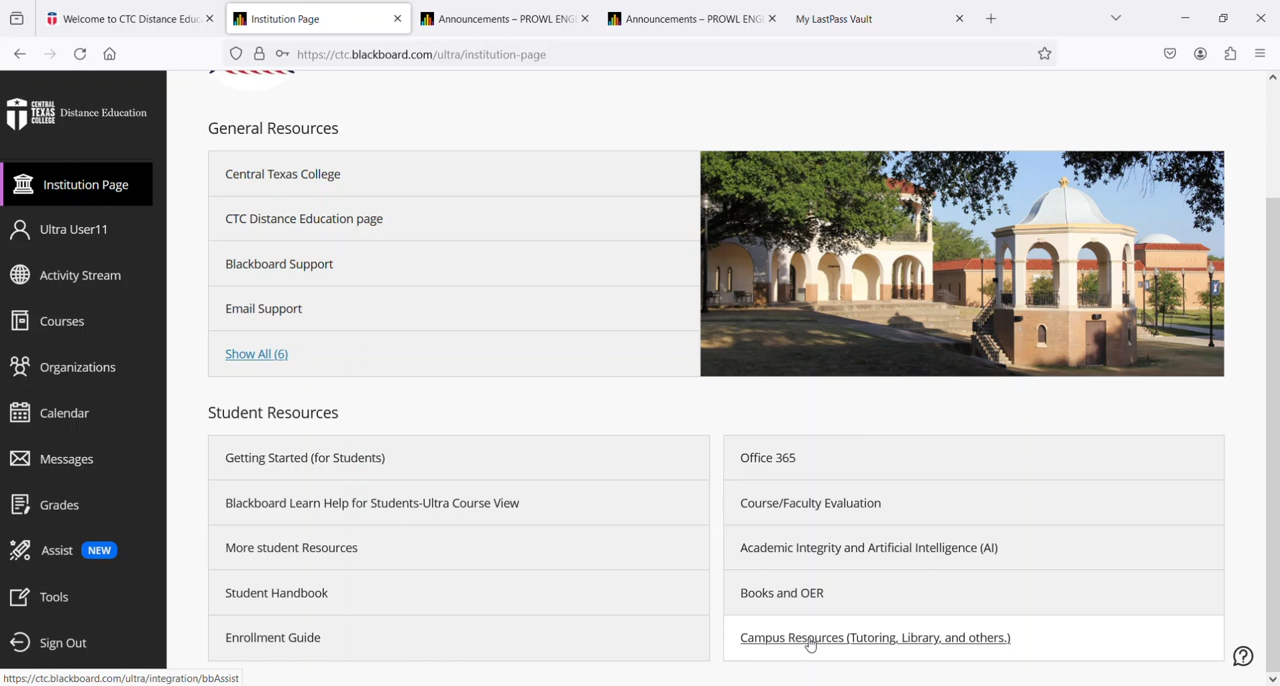 Welcome to CTC Distance Educ
Institution Page
Announcements – PROWL ENG
Announcements – PROWL ENG
My LastPass Vault
https://ctc.blackboard.com/ultra/institution-page
CENTRAL
TEXAS
COLLEGE
Distance Education
Institution Page
Ultra User11
Activity Stream
Courses
Organizations
Calendar
Messages
Grades
Assist NEW
Tools
Sign Out
General Resources
Central Texas College
CTC Distance Education page
Blackboard Support
Email Support
Show All (6)
Student Resources
Getting Started (for Students)
Blackboard Learn Help for Students-Ultra Course View
More student Resources
Student Handbook
Enrollment Guide
Office 365
Course/Faculty Evaluation
Academic Integrity and Artificial Intelligence (AI)
Books and OER
Campus Resources (Tutoring, Library, and others.)
https://ctc.blackboard.com/ultra/integration/bbAssist